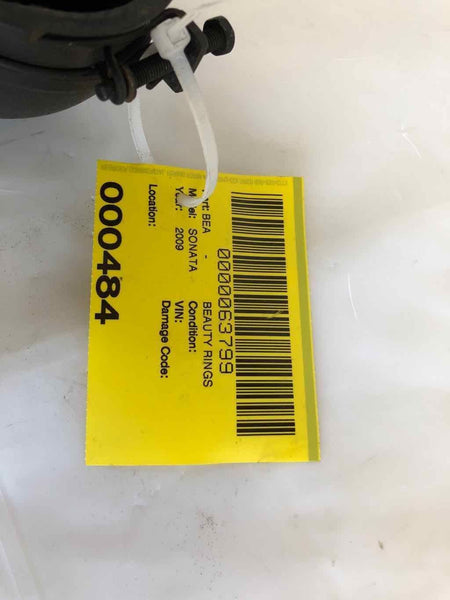 0000063799
Part: BEA - BEAUTY RINGS
Model: SONATA Condition:
Year: 2009 VIN:
Damage Code:
Location:
000484